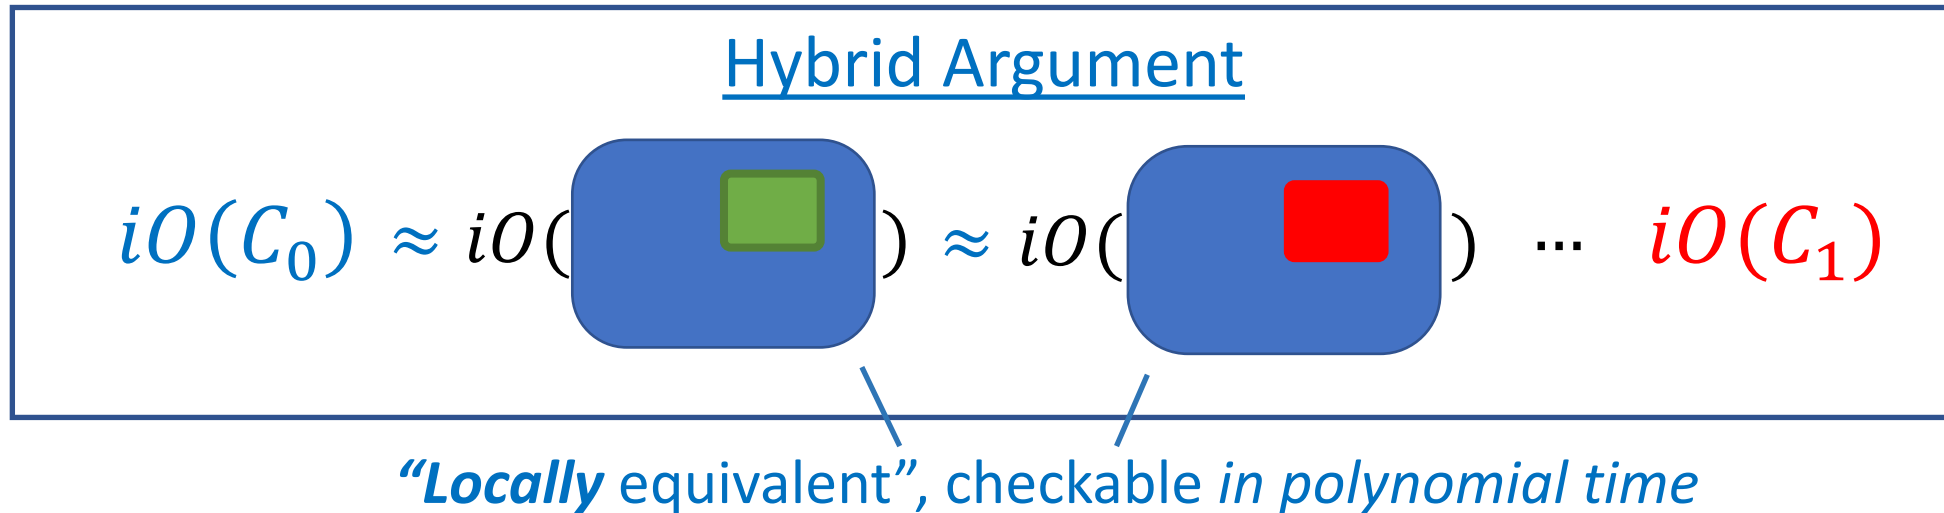 Hybrid Argument
𝑖𝑂(𝐶₀) ≈ 𝑖𝑂( ) ≈ 𝑖𝑂( ) ⋯ 𝑖𝑂(𝐶₁)
“Locally equivalent”, checkable in polynomial time